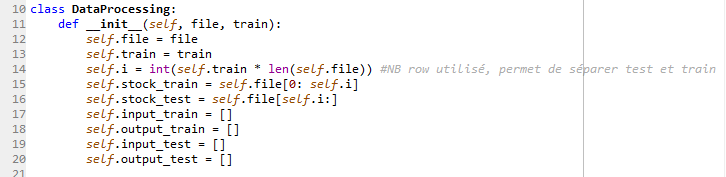 10 class DataProcessing:
11     def __init__(self, file, train):
12         self.file = file
13         self.train = train
14         self.i = int(self.train * len(self.file)) #NB row utilisé, permet de séparer test et train
15         self.stock_train = self.file[0: self.i]
16         self.stock_test = self.file[self.i:]
17         self.input_train = []
18         self.output_train = []
19         self.input_test = []
20         self.output_test = []
21